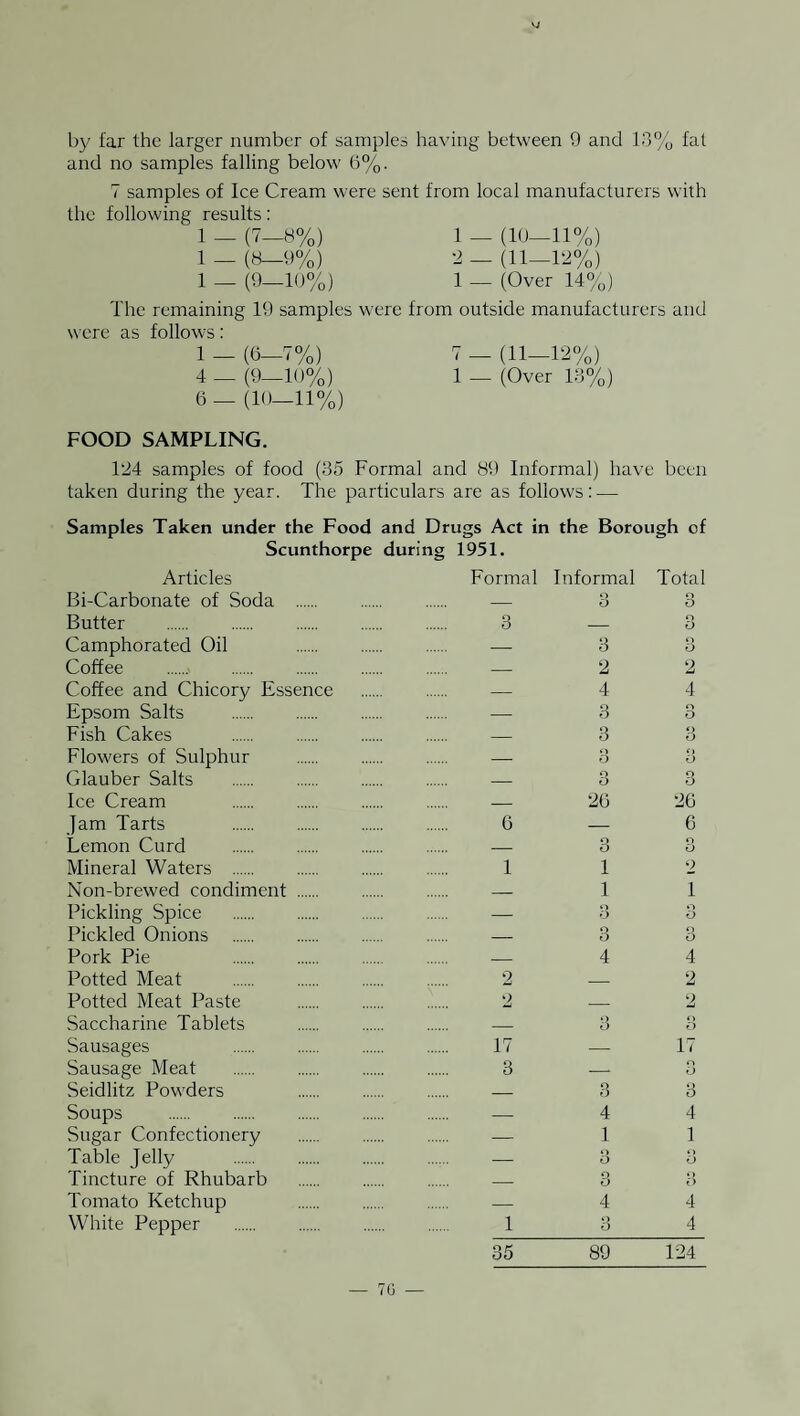 by far the larger number of samples having between 9 and 13% fat
and no samples falling below 6%.
7 samples of Ice Cream were sent from local manufacturers with
the following results:
1 — (7—8%) 1 — (10—11%)
1 — (8—9%) 2 — (11—12%)
1 — (9—10%) 1 — (Over 14%)
The remaining 19 samples were from outside manufacturers and
were as follows:
1 — (6—7%) 7 — (11—12%)
4 — (9—10%) 1 — (Over 13%)
6 — (10—11%)
FOOD SAMPLING.
124 samples of food (35 Formal and 89 Informal) have been
taken during the year. The particulars are as follows:—
Samples Taken under the Food and Drugs Act in the Borough of
Scunthorpe during 1951.
Articles Formal Informal Total
Bi-Carbonate of Soda ...... ...... ...... — 3 3
Butter ...... ...... ...... ...... ...... 3 — 3
Camphorated Oil ...... ...... ...... — 3 3
Coffee ...... ...... ...... ...... ...... — 2 2
Coffee and Chicory Essence ...... ...... — 4 4
Epsom Salts ...... ...... ...... ...... — 3 3
Fish Cakes ...... ...... ...... ...... — 3 3
Flowers of Sulphur ...... ...... ...... — 3 3
Glauber Salts ...... ...... ...... ...... — 3 3
Ice Cream ...... ...... ...... ...... — 26 26
Jam Tarts ...... ...... ...... ...... 6 — 6
Lemon Curd ...... ...... ...... ...... — 3 3
Mineral Waters ...... ...... ...... ...... 1 1 2
Non-brewed condiment ...... ...... ...... — 1 1
Pickling Spice ...... ...... ...... ...... — 3 3
Pickled Onions ...... ...... ...... ...... — 3 3
Pork Pie ...... ...... ...... ...... — 4 4
Potted Meat ...... ...... ...... ...... 2 — 2
Potted Meat Paste ...... ...... ...... 2 — 2
Saccharine Tablets ...... ...... ...... — 3 3
Sausages ...... ...... ...... ...... 17 — 17
Sausage Meat ...... ...... ...... ...... 3 — 3
Seidlitz Powders ...... ...... ...... — 3 3
Soups ...... ...... ...... ...... ...... — 4 4
Sugar Confectionery ...... ...... ...... — 1 1
Table Jelly ...... ...... ...... ...... — 3 3
Tincture of Rhubarb ...... ...... ...... — 3 3
Tomato Ketchup ...... ...... ...... — 4 4
White Pepper ...... ...... ...... ...... 1 3 4
35 89 124
— 76 —